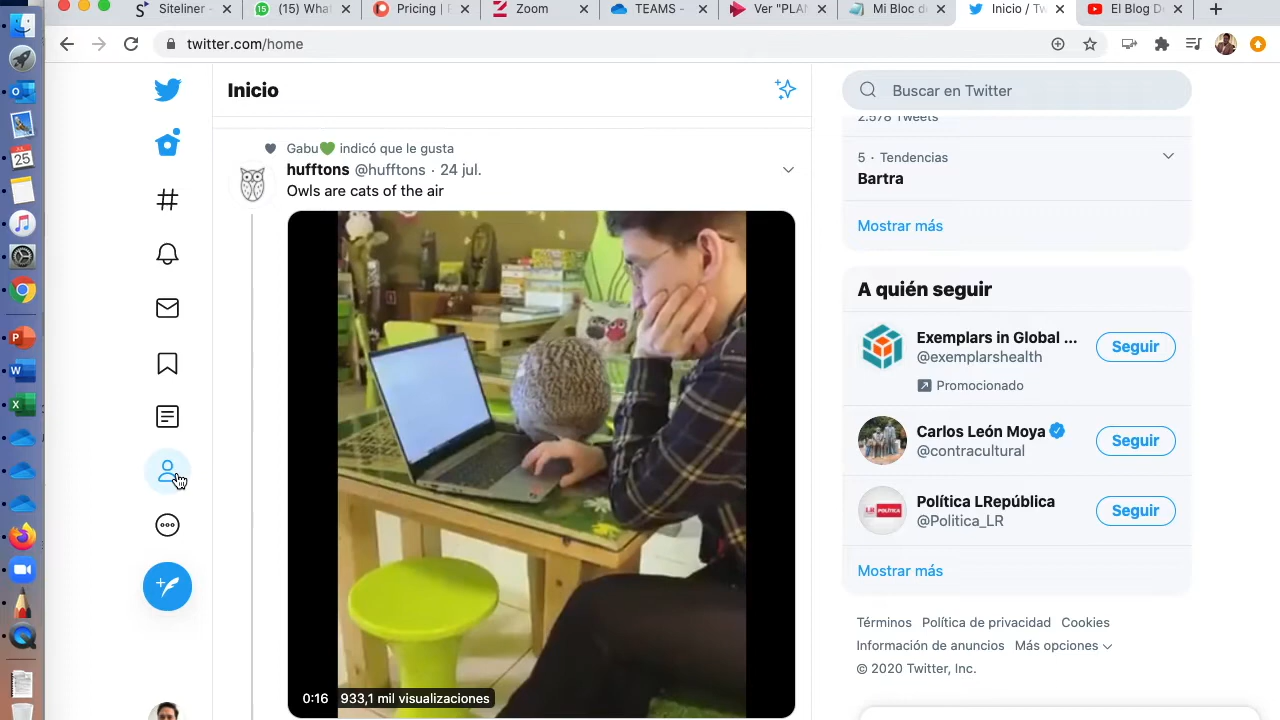 Siteliner -
(15) What
Pricing |
Zoom
TEAMS -
Ver "PLAN
Mi Bloc d
Inicio / Tw
El Blog De
twitter.com/home
Inicio
Buscar en Twitter
2.578 Tweets
5 · Tendencias
Bartra
Mostrar más
Gabu💚 indicó que le gusta
hufftons @hufftons · 24 jul.
Owls are cats of the air
0:16 933,1 mil visualizaciones
A quién seguir
Exemplars in Global ...
@exemplarshealth
Seguir
Promocionado
Carlos León Moya
@contracultural
Seguir
Política LRepública
@Politica_LR
Seguir
Mostrar más
Términos Política de privacidad Cookies
Información de anuncios Más opciones
© 2020 Twitter, Inc.
25